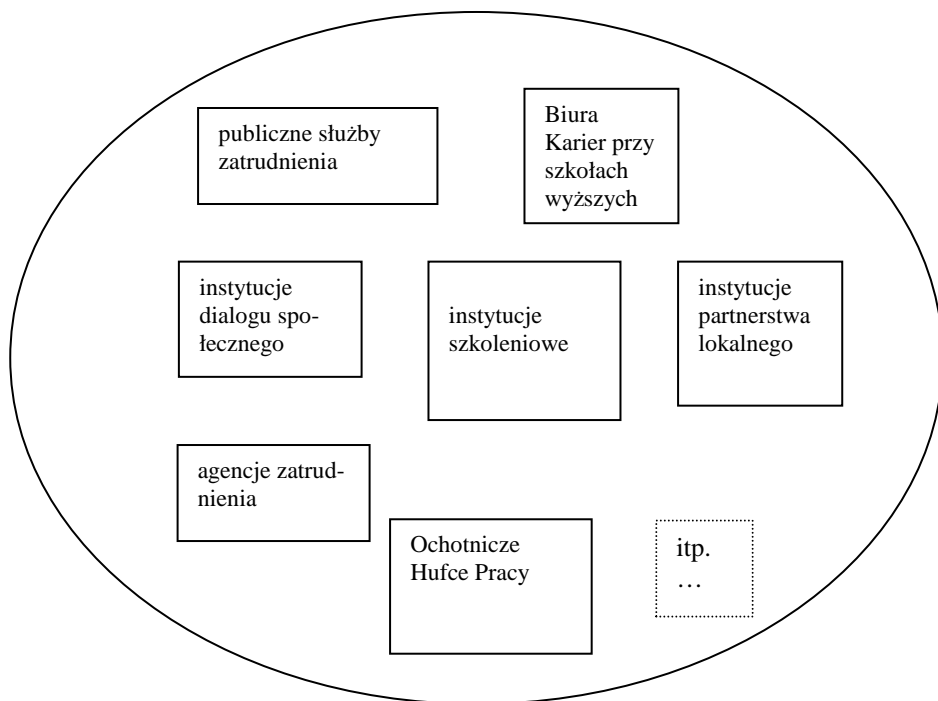 publiczne służby
zatrudnienia
Biura
Karier przy
szkołach
wyższych
instytucje
dialogu spo-
łecznego
instytucje
szkoleniowe
instytucje
partnerstwa
lokalnego
agencje zatrud-
nienia
Ochotnicze
Hufce Pracy
itp.
…